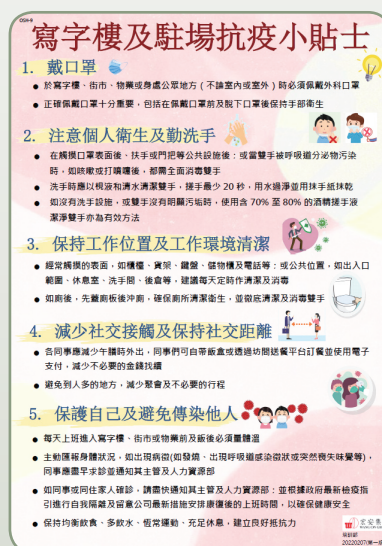 OSH-9
寫字樓及駐場抗疫小貼士
1. 戴口罩
● 於寫字樓、街市、物業或身處公眾地方（不論室內或室外）時必須佩戴外科口罩
● 正確佩戴口罩十分重要，包括在佩戴口罩前及脫下口罩後保持手部衞生
2. 注意個人衛生及勤洗手
● 在觸摸口罩表面後、扶手或門把等公共設施後；或當雙手被呼吸道分泌物污染
時，如咳嗽或打噴嚏後，都需全面消毒雙手
● 洗手時應以梘液和清水清潔雙手，搓手最少 20 秒，用水過淨並用抹手紙抹乾
● 如沒有洗手設施，或雙手沒有明顯污垢時，使用含 70% 至 80% 的酒精搓手液
潔淨雙手亦為有效方法
3. 保持工作位置及工作環境清潔
● 經常觸摸的表面，如櫃檯、貨架、鍵盤、儲物櫃及電話等；或公共位置，如出入口
範圍、休息室、洗手間、後倉等，建議每天定時作清潔及消毒
● 如廁後，先蓋廁板後沖廁，確保廁所清潔衞生，並徹底清潔及消毒雙手
4. 減少社交接觸及保持社交距離
● 各同事應減少午膳時外出，同事們可自帶飯盒或透過坊間送餐平台訂餐並使用電子
支付，減少不必要的金錢找續
● 避免到人多的地方，減少聚會及不必要的行程
5. 保護自己及避免傳染他人
● 每天上班進入寫字樓、街市或物業前及飯後必須量體溫
● 主動匯報身體狀況，如出現病徵(如發燒、出現呼吸道感染徵狀或突然喪失味覺等)，
同事應盡早求診並通知其主管及人力資源部
● 如同事或同住家人確診，請盡快通知其主管及人力資源部；並根據政府最新檢疫指
引進行自我隔離及留意公司最新措施安排康復後的上班時間，以確保健康安全
● 保持均衡飲食、多飲水、恆常運動、充足休息，建立良好抵抗力
宏安集
20220207(第一版